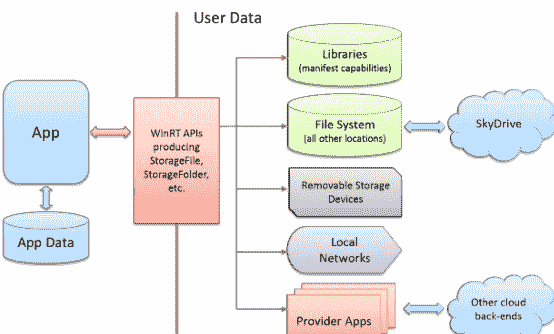 User Data
Libraries
(manifest capabilities)
App
WinRT APIs
producing
StorageFile,
StorageFolder,
etc.
File System
(all other locations)
SkyDrive
App Data
Removable Storage
Devices
Local
Networks
Provider Apps
Other cloud
back-ends